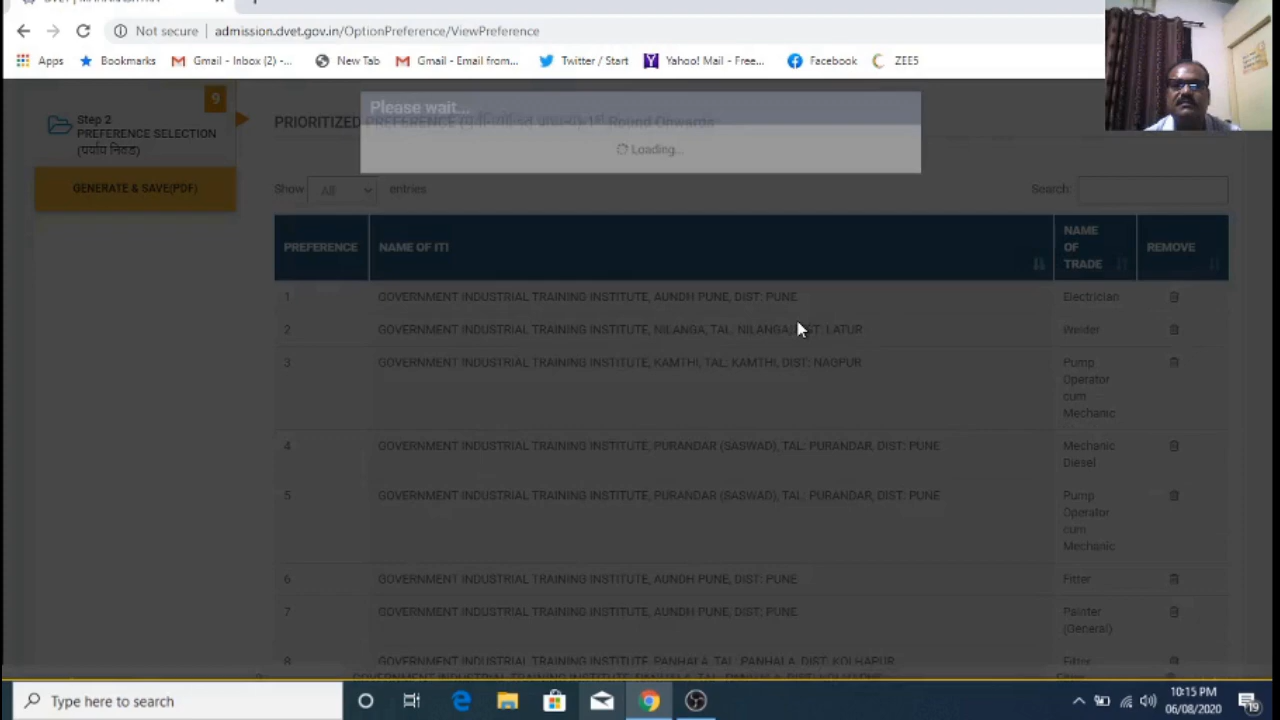 Not secure | admission.dvet.gov.in/OptionPreference/ViewPreference
Apps Bookmarks Gmail - Inbox (2) -... New Tab Gmail - Email from... Twitter / Start Yahoo! Mail - Free... Facebook ZEE5
9
Step 2
PREFERENCE SELECTION
(पर्याय निवड)
GENERATE & SAVE(PDF)
Please wait...
PRIORITIZED PREFERENCE 1st Round Onwards
Loading...
Show All entries
Search:
PREFERENCE NAME OF ITI NAME OF TRADE REMOVE
1 GOVERNMENT INDUSTRIAL TRAINING INSTITUTE, AUNDH PUNE, DIST: PUNE Electrician
2 GOVERNMENT INDUSTRIAL TRAINING INSTITUTE, NILANGA, TAL: NILANGA, DIST: LATUR Welder
3 GOVERNMENT INDUSTRIAL TRAINING INSTITUTE, KAMTHI, TAL: KAMTHI, DIST: NAGPUR Pump
Operator
cum
Mechanic
4 GOVERNMENT INDUSTRIAL TRAINING INSTITUTE, PURANDAR (SASWAD), TAL: PURANDAR, DIST: PUNE Mechanic
Diesel
5 GOVERNMENT INDUSTRIAL TRAINING INSTITUTE, PURANDAR (SASWAD), TAL: PURANDAR, DIST: PUNE Pump
Operator
cum
Mechanic
6 GOVERNMENT INDUSTRIAL TRAINING INSTITUTE, AUNDH PUNE, DIST: PUNE Fitter
7 GOVERNMENT INDUSTRIAL TRAINING INSTITUTE, AUNDH PUNE, DIST: PUNE Painter
(General)
8 GOVERNMENT INDUSTRIAL TRAINING INSTITUTE, PANHALA, TAL: PANHALA, DIST: KOLHAPUR Fitter
Type here to search
10:15 PM
06/08/2020
19